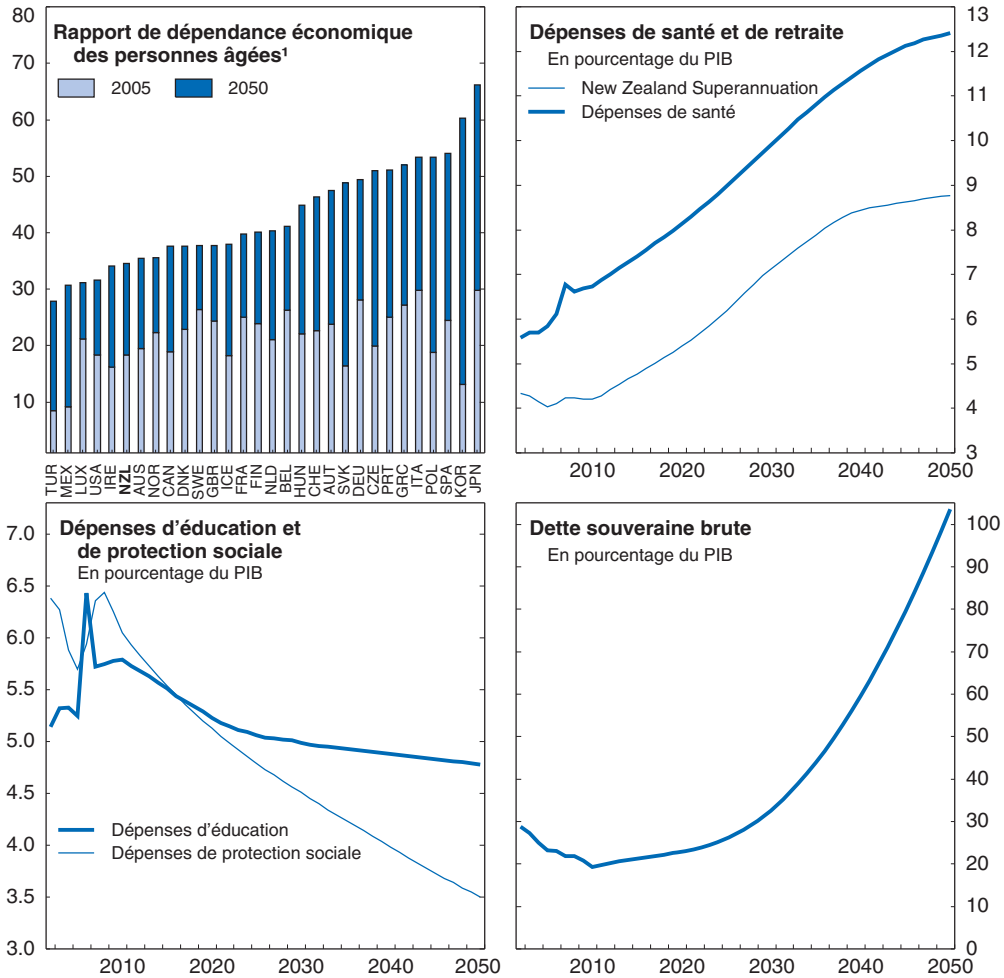 Rapport de dépendance économique
des personnes âgées¹
2005 2050
80
70
60
50
40
30
20
10
TUR MEX LUX USA IRE NZL AUS NOR CAN DNK SWE GBR ICE FRA FIN NLD BEL HUN CHE AUT SVK DEU CZE PRT GRC ITA POL SPA KOR JPN
Dépenses de santé et de retraite
En pourcentage du PIB
New Zealand Superannuation
Dépenses de santé
13
12
11
10
9
8
7
6
5
4
3
2010 2020 2030 2040 2050
Dépenses d'éducation et
de protection sociale
En pourcentage du PIB
7.0
6.5
6.0
5.5
5.0
4.5
4.0
3.5
3.0
Dépenses d'éducation
Dépenses de protection sociale
2010 2020 2030 2040 2050
Dette souveraine brute
En pourcentage du PIB
100
90
80
70
60
50
40
30
20
10
0
2010 2020 2030 2040 2050